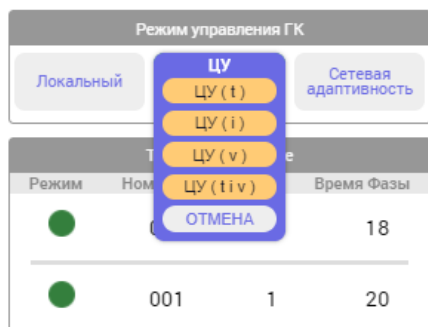 Режим управления ГК
Локальный
ЦУ
Сетевая
адаптивность
ЦУ ( t )
ЦУ ( i )
ЦУ ( v )
ЦУ ( t i v )
ОТМЕНА
Режим
Время Фазы
18
001 1 20